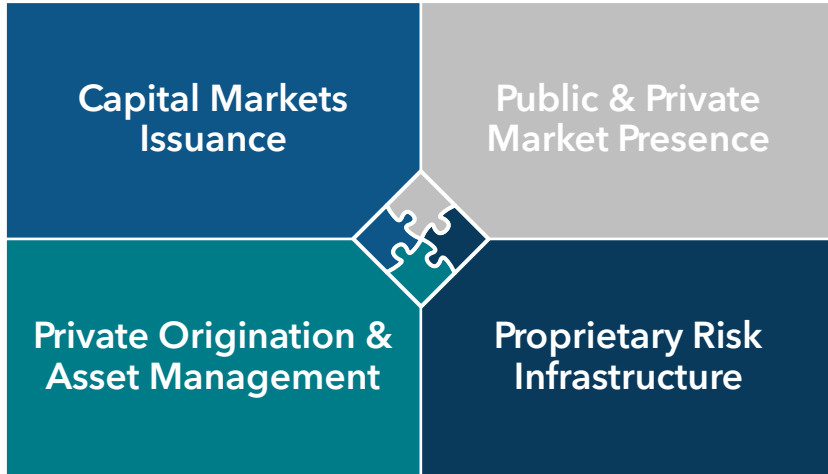 Capital Markets
Issuance
Public & Private
Market Presence
Private Origination &
Asset Management
Proprietary Risk
Infrastructure